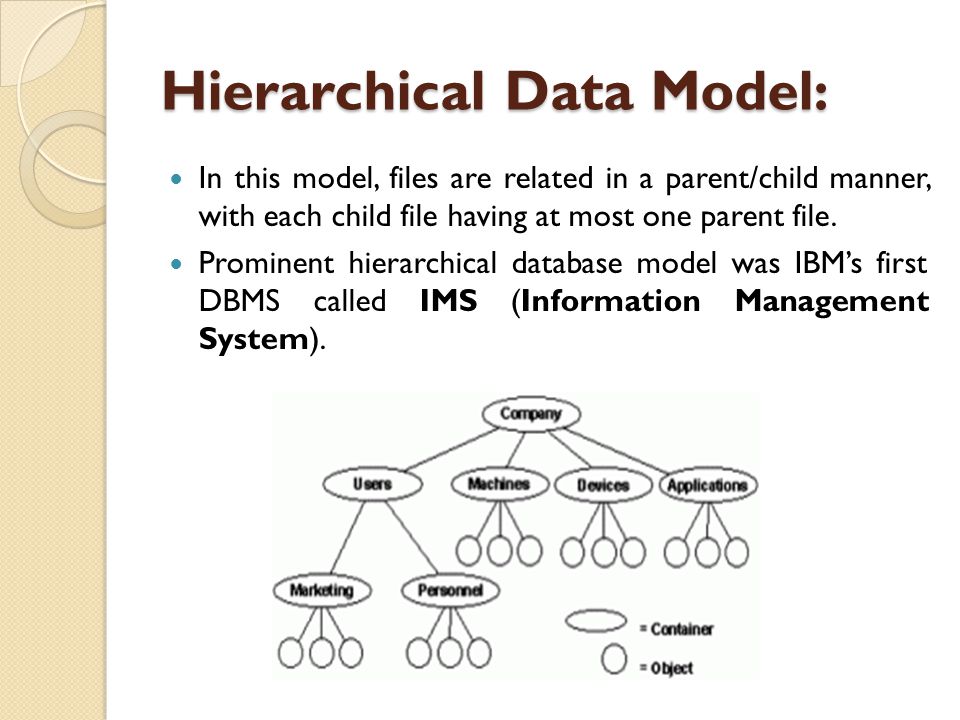 Hierarchical Data Model:
In this model, files are related in a parent/child manner,
with each child file having at most one parent file.
Prominent hierarchical database model was IBM's first
DBMS called IMS (Information Management
System).
Company
Users Machines Devices Applications
Marketing Personnel
= Container
= Object